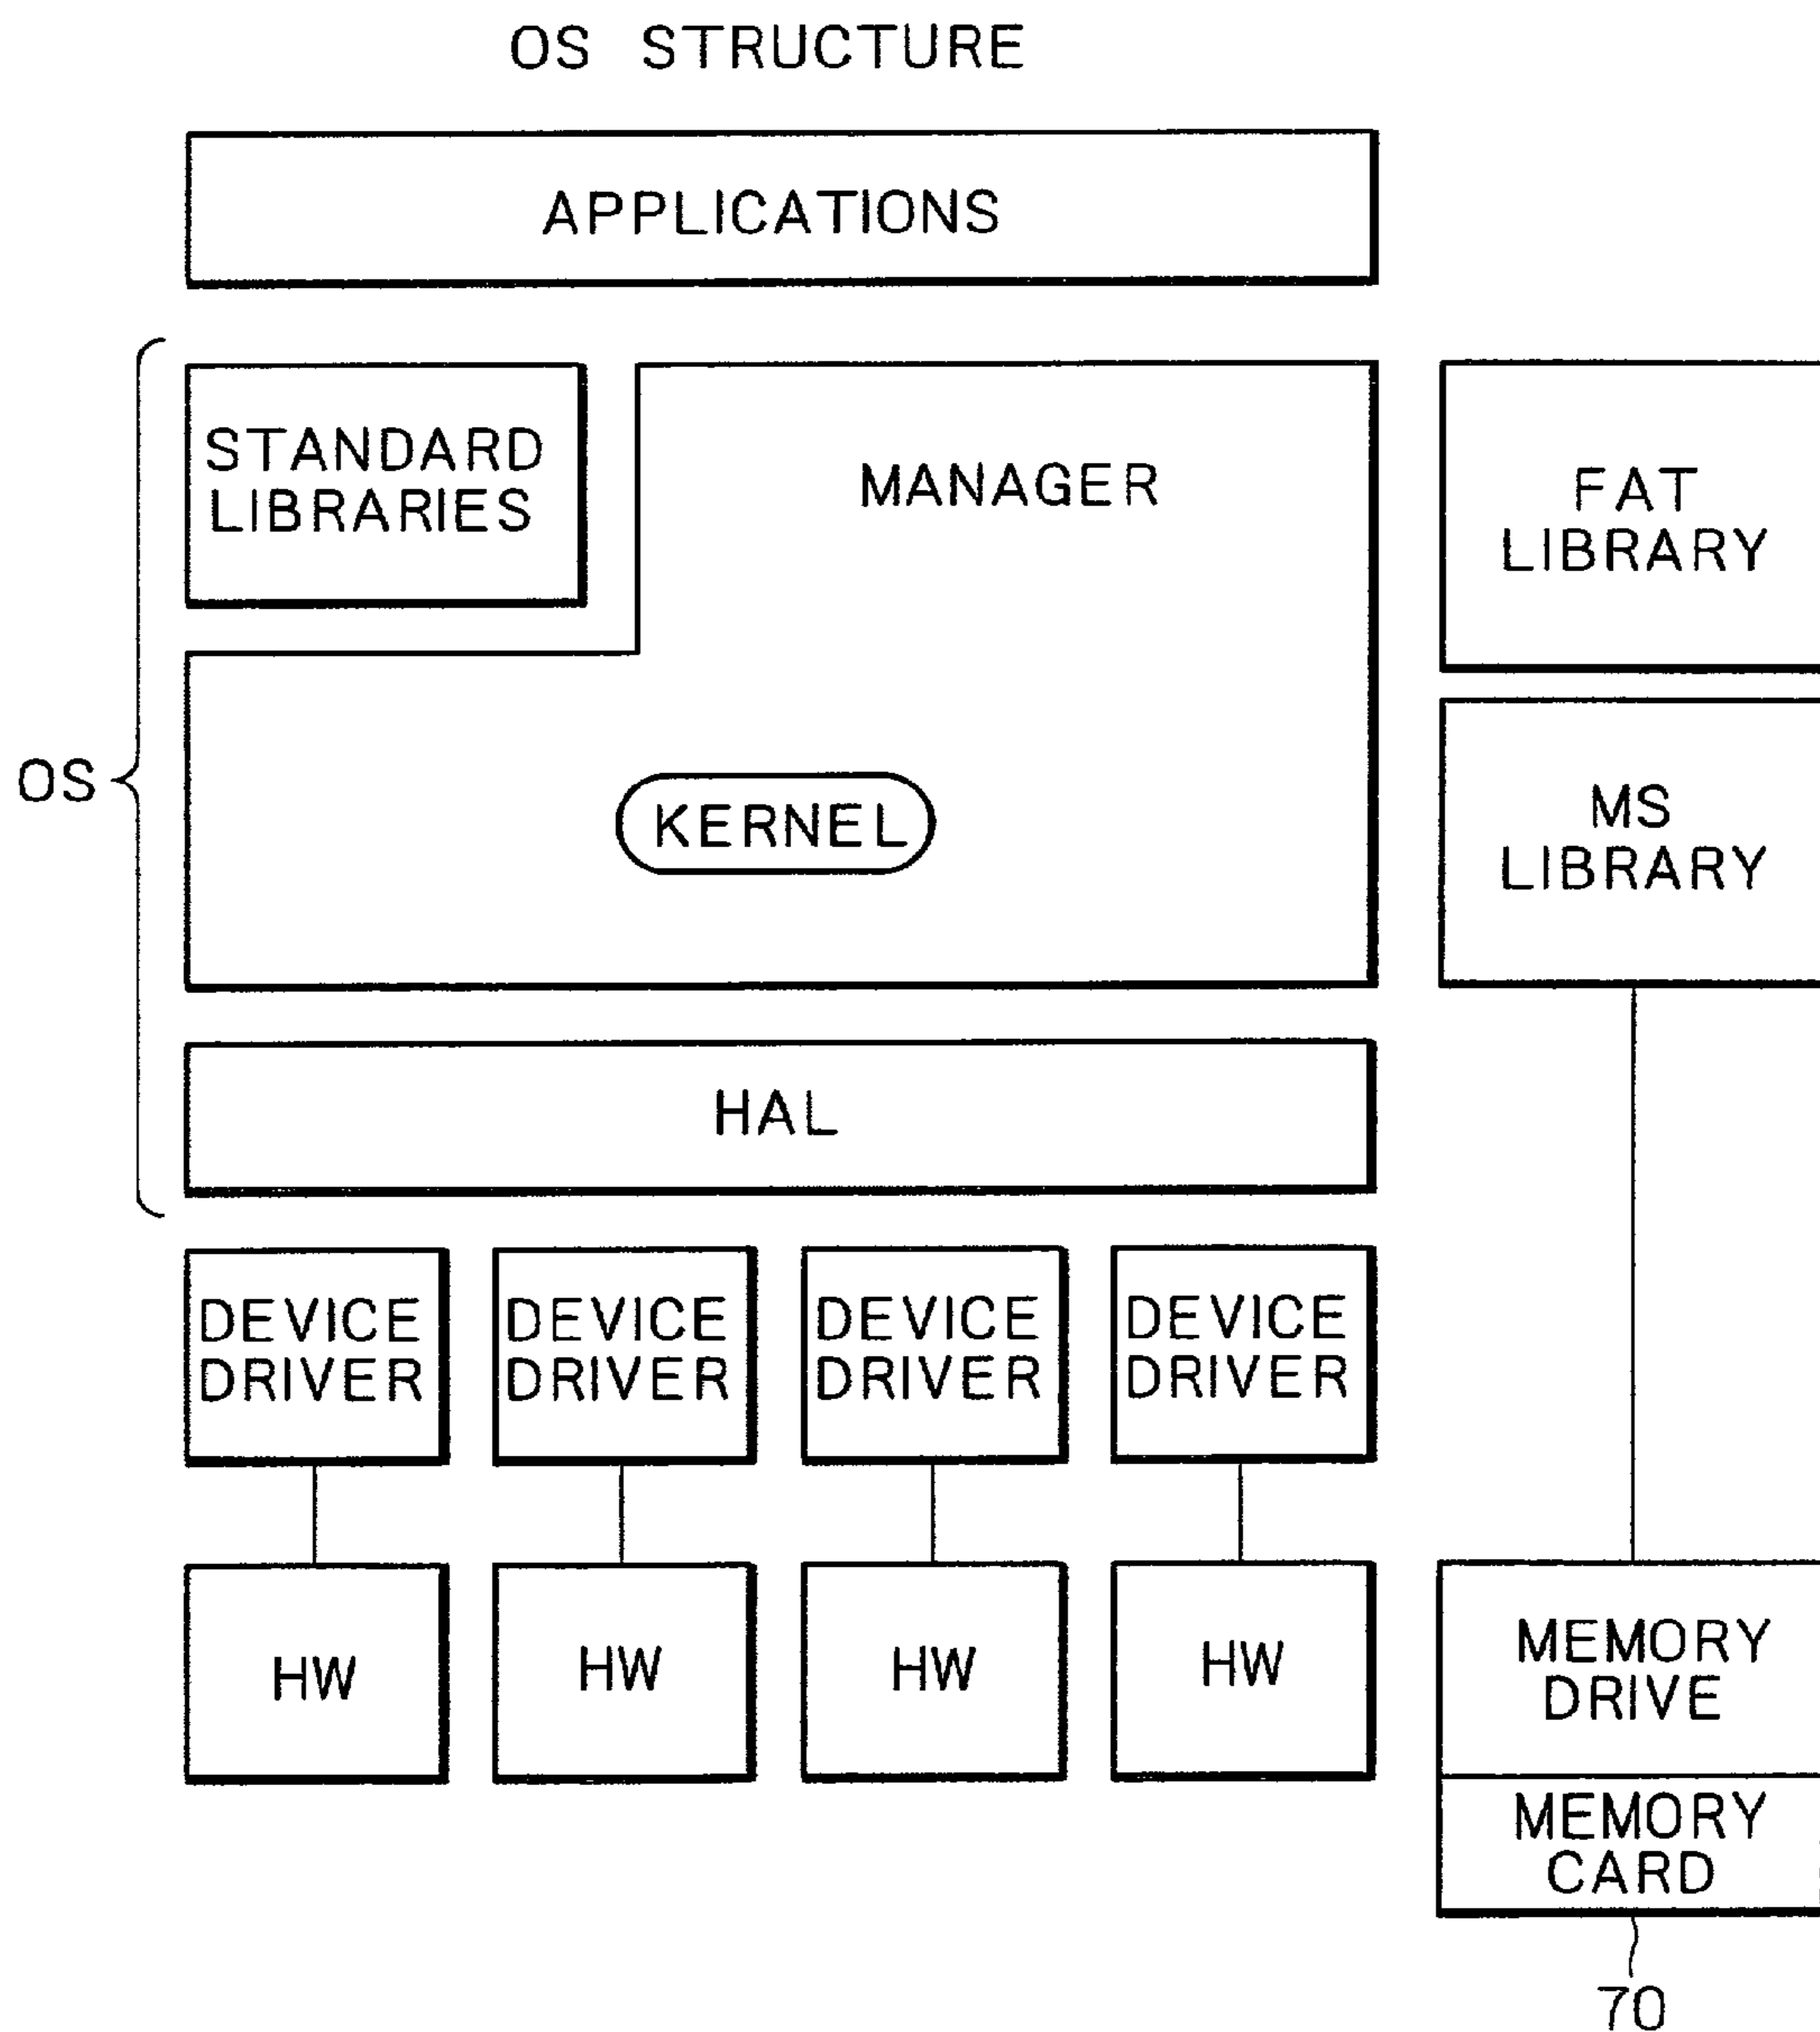 OS STRUCTURE
APPLICATIONS
OS
STANDARD
LIBRARIES
MANAGER
KERNEL
FAT
LIBRARY
MS
LIBRARY
HAL
DEVICE
DRIVER
DEVICE
DRIVER
DEVICE
DRIVER
DEVICE
DRIVER
HW
HW
HW
HW
MEMORY
DRIVE
MEMORY
CARD
70